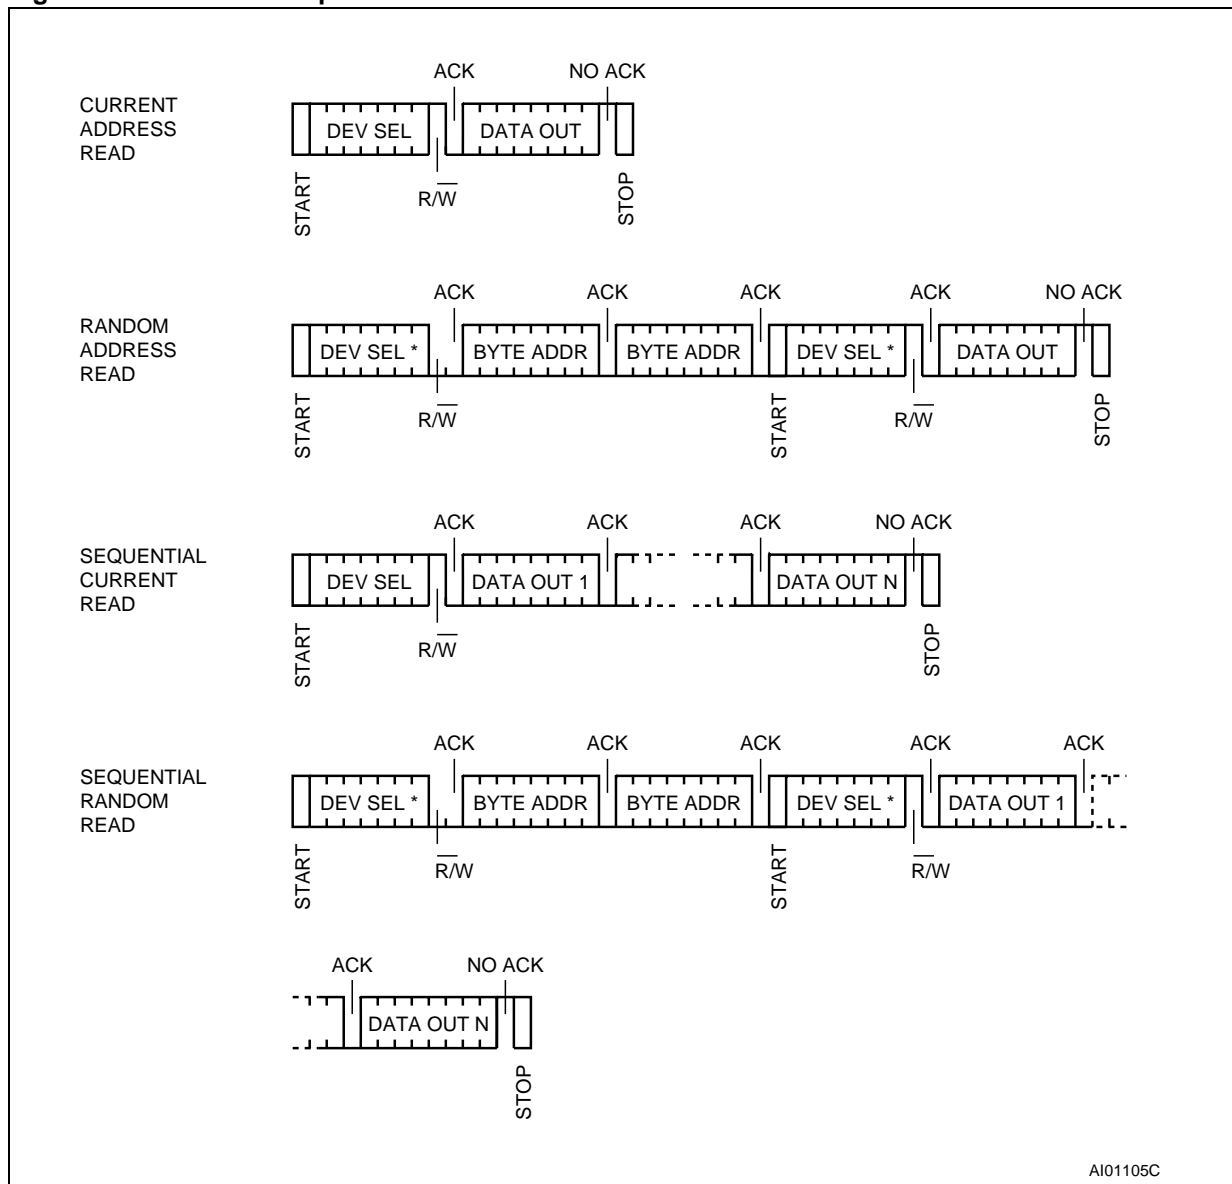 ACK NO ACK
CURRENT
ADDRESS
READ
DEV SEL DATA OUT
START R/W̅ STOP
ACK ACK ACK ACK NO ACK
RANDOM
ADDRESS
READ
DEV SEL * BYTE ADDR BYTE ADDR DEV SEL * DATA OUT
START R/W̅ START R/W̅ STOP
ACK ACK ACK NO ACK
SEQUENTIAL
CURRENT
READ
DEV SEL DATA OUT 1 DATA OUT N
START R/W̅ STOP
ACK ACK ACK ACK ACK
SEQUENTIAL
RANDOM
READ
DEV SEL * BYTE ADDR BYTE ADDR DEV SEL * DATA OUT 1
START R̅/W START R̅/W
ACK NO ACK
DATA OUT N
STOP
AI01105C